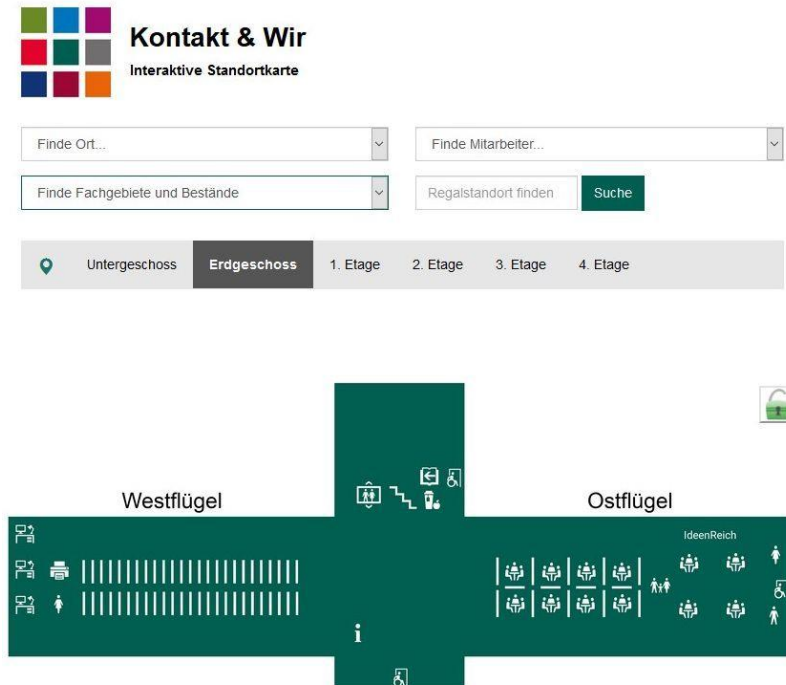 Kontakt & Wir
Interaktive Standortkarte
Finde Ort...
Finde Mitarbeiter...
Finde Fachgebiete und Bestände
Regalstandort finden
Suche
Untergeschoss Erdgeschoss 1. Etage 2. Etage 3. Etage 4. Etage
Westflügel
Ostflügel
IdeenReich
i